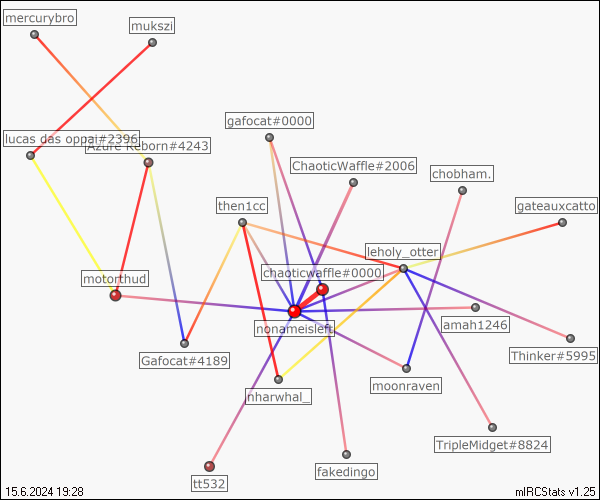 mercurybro
mukszi
gafocat#0000
lucas das oppai#2396
Azure Reborn#4243
ChaoticWaffle#2006
chobham.
then1cc
gateauxcatto
leholy_otter
chaoticwaffle#0000
motorthud
nonameisleft
amah1246
Gafocat#4189
Thinker#5995
moonraven
nharwhal_
TripleMidget#8824
fakedingo
tt532
15.6.2024 19:28
mIRCStats v1.25